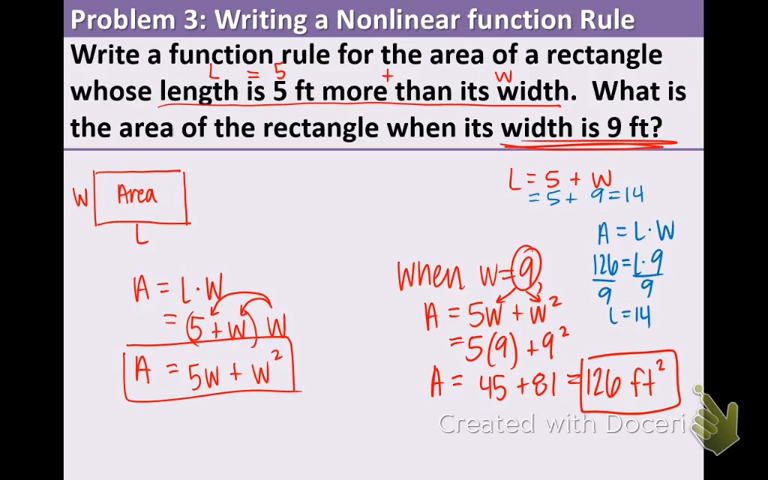 Problem 3: Writing a Nonlinear function Rule
Write a function rule for the area of a rectangle
L = 5 + W
whose length is 5 ft more than its width. What is
the area of the rectangle when its width is 9 ft?
W Area
L
A = L · W
= (5 + W) W
A = 5W + W²
L = 5 + W
= 5 + 9 = 14
A = L · W
126 = L · 9
9 9
L = 14
When W = 9
A = 5W + W²
= 5(9) + 9²
A = 45 + 81 = 126 ft²
Created with Doceri